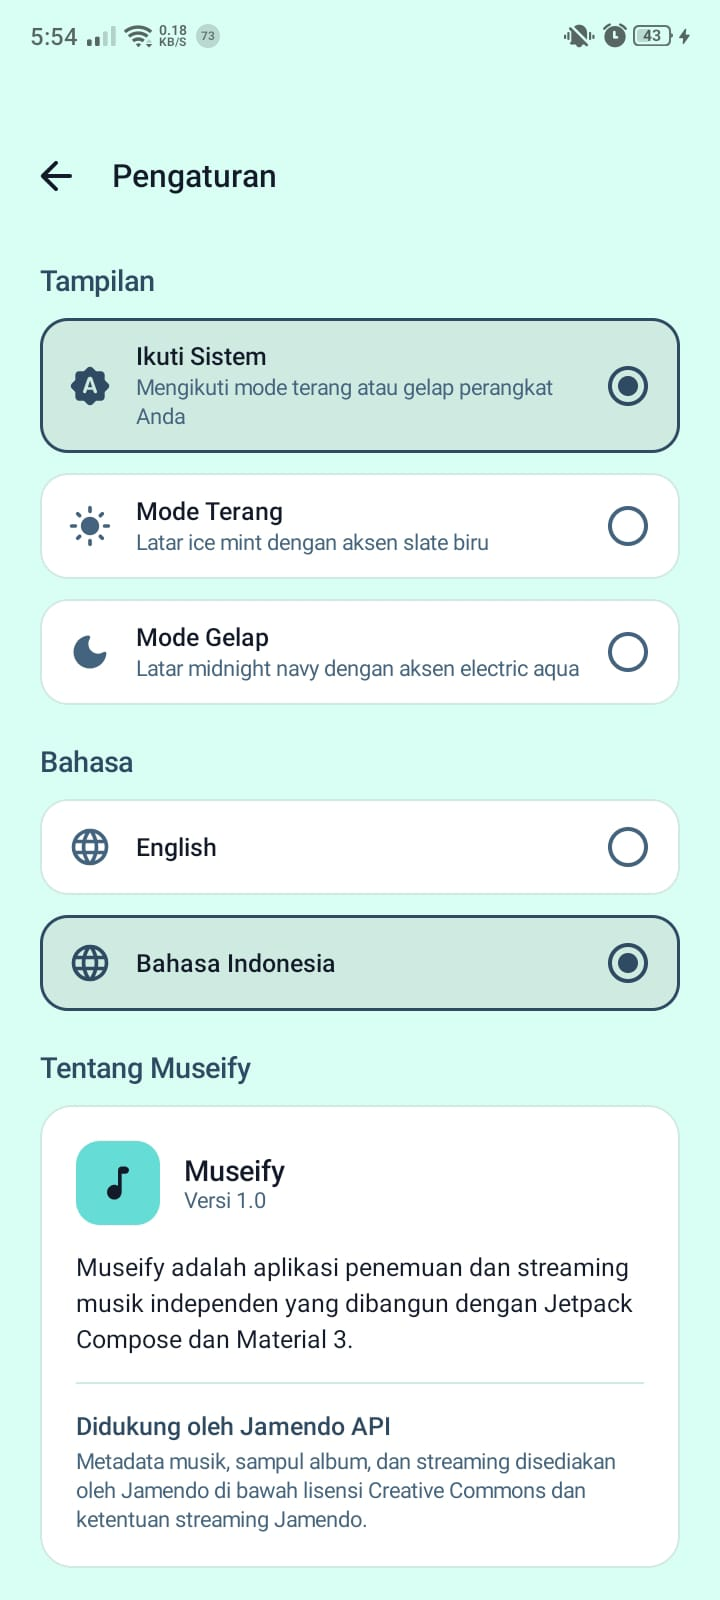 5:54 0.18 KB/S 73 43
Pengaturan
Tampilan
A
Ikuti Sistem
Mengikuti mode terang atau gelap perangkat
Anda
Mode Terang
Latar ice mint dengan aksen slate biru
Mode Gelap
Latar midnight navy dengan aksen electric aqua
Bahasa
English
Bahasa Indonesia
Tentang Museify
Museify
Versi 1.0
Museify adalah aplikasi penemuan dan streaming
musik independen yang dibangun dengan Jetpack
Compose dan Material 3.
Didukung oleh Jamendo API
Metadata musik, sampul album, dan streaming disediakan
oleh Jamendo di bawah lisensi Creative Commons dan
ketentuan streaming Jamendo.